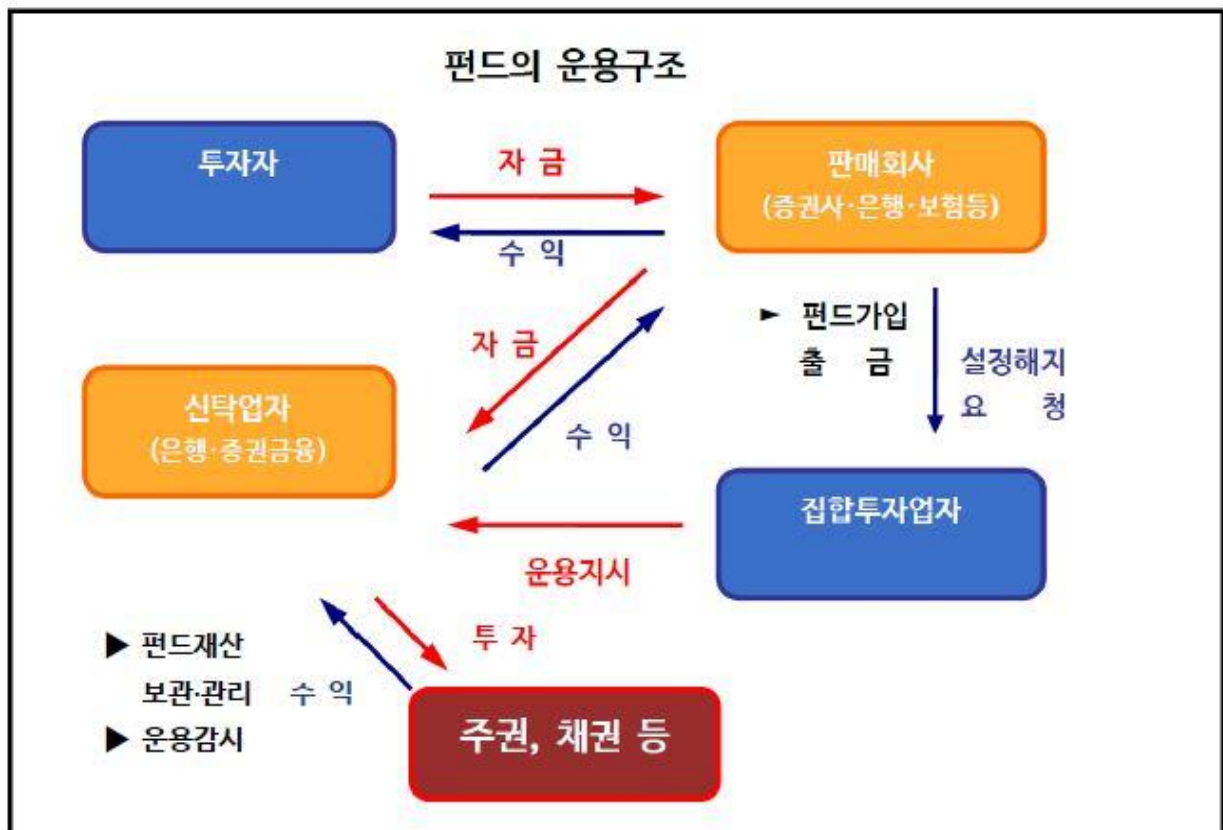 펀드의 운용구조
투자자
자 금
판매회사
(증권사·은행·보험등)
수 익
자 금
► 펀드가입
출 금
설정해지
요 청
신탁업자
(은행·증권금융)
수 익
집합투자업자
운용지시
▶ 펀드재산
보관·관리
수 익
▶ 운용감시
투 자
주권, 채권 등